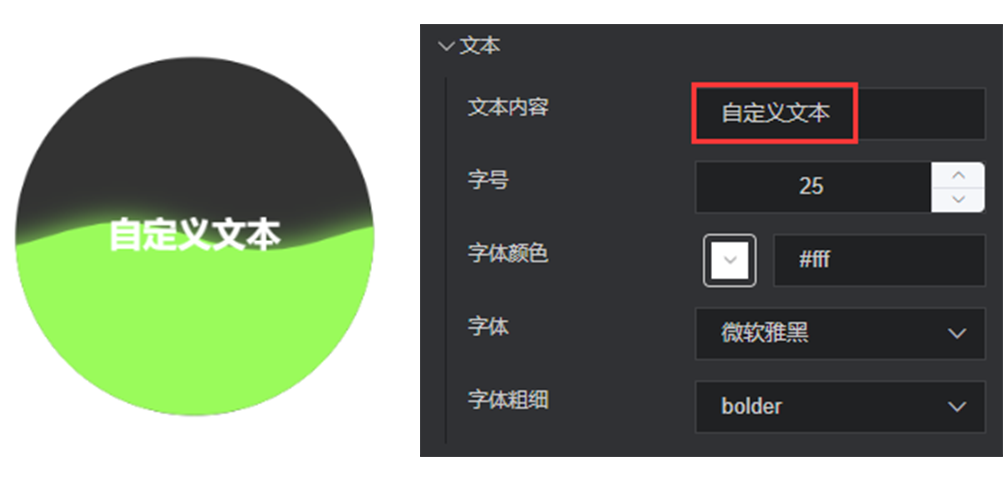 自定义文本
文本
文本内容 自定义文本
字号 25
字体颜色 #fff
字体 微软雅黑
字体粗细 bolder